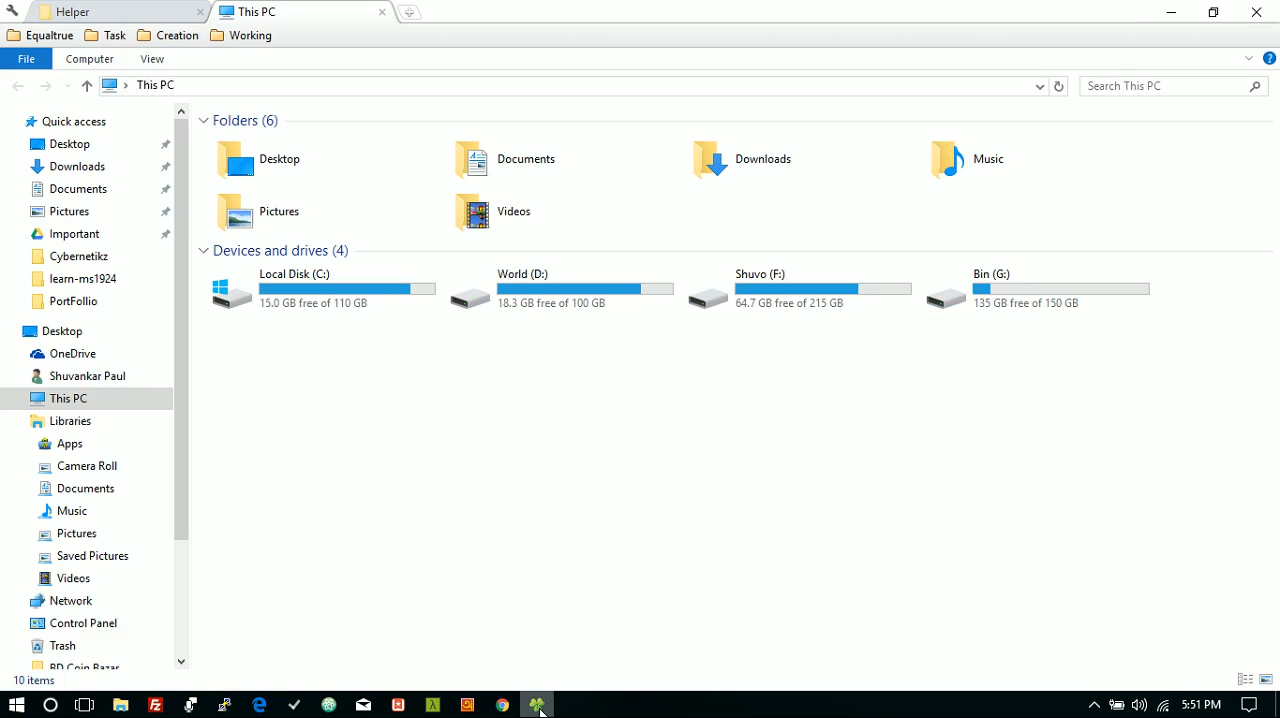 Helper
This PC
Equaltrue
Task
Creation
Working
File
Computer
View
This PC
Search This PC
Quick access
Desktop
Downloads
Documents
Pictures
Important
Cybernetikz
learn-ms1924
PortFollio
Desktop
OneDrive
Shuvankar Paul
This PC
Libraries
Apps
Camera Roll
Documents
Music
Pictures
Saved Pictures
Videos
Network
Control Panel
Trash
BD Coin Bazar
Folders (6)
Desktop
Documents
Downloads
Music
Pictures
Videos
Devices and drives (4)
Local Disk (C:)
15.0 GB free of 110 GB
World (D:)
18.3 GB free of 100 GB
Shuvo (F:)
64.7 GB free of 215 GB
Bin (G:)
135 GB free of 150 GB
10 items
5:51 PM